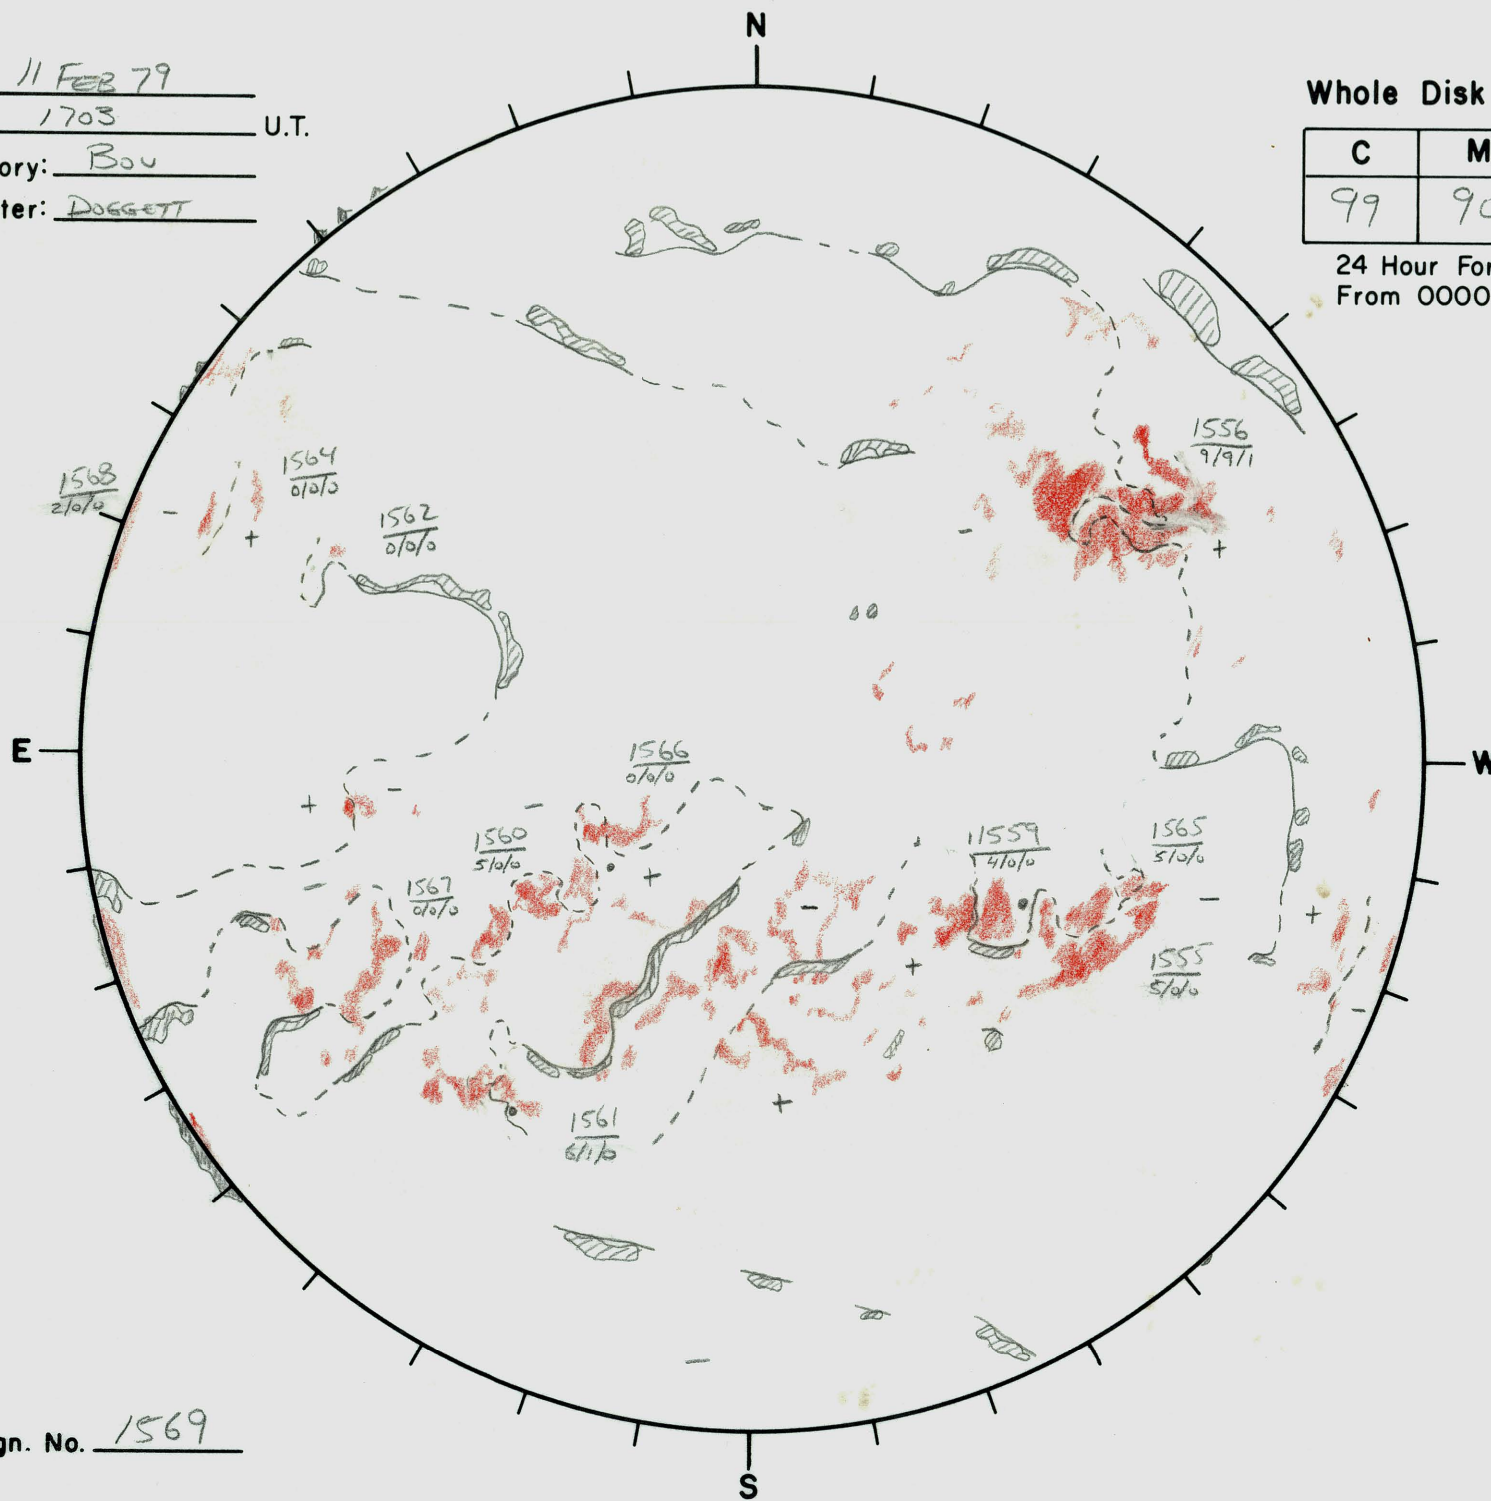 N
11 FEB 79
1703 U.T.
ory: BOU
ter: DOGGETT
Whole Disk
C M
99 90
24 Hour For
From 0000
1556
9/9/1
1564
0/0/0
1568
2/0/0
1562
0/0/0
- + - +
E W
1566
0/0/0
+ - -
1560
5/0/0
1559
4/0/0
1565
5/0/0
1567
0/0/0
+ - - +
+
1555
5/0/0
-
+
1561
6/1/0
-
gn. No. 1569
S